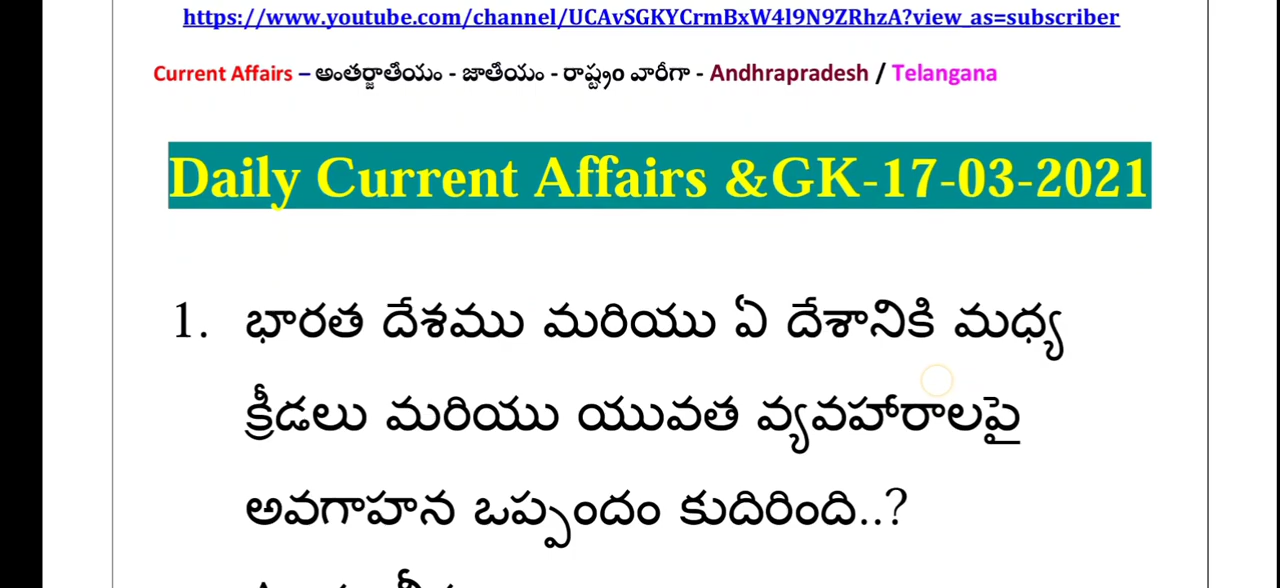 https://www.youtube.com/channel/UCAvSGKYCrmBxW4l9N9ZRhzA?view_as=subscriber
Current Affairs – అంతర్జాతీయం - జాతీయం - రాష్ట్రం వారీగా - Andhrapradesh / Telangana
Daily Current Affairs &GK-17-03-2021
1. భారత దేశము మరియు ఏ దేశానికి మధ్య
క్రీడలు మరియు యువత వ్యవహారాలపై
అవగాహన ఒప్పందం కుదిరింది..?